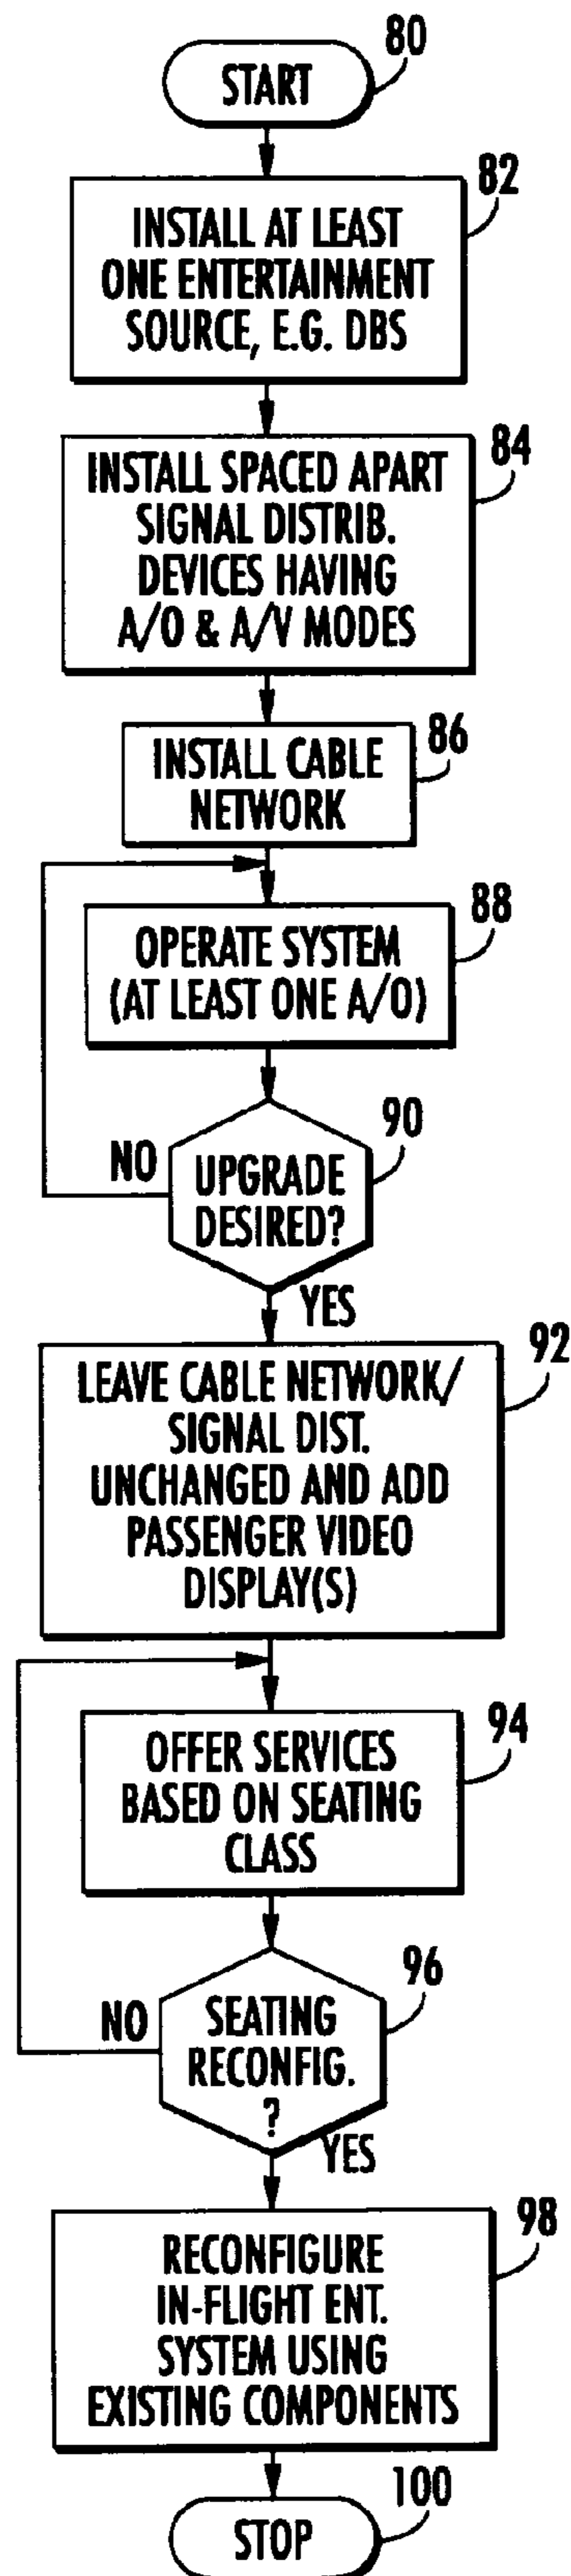 80
START
82
INSTALL AT LEAST
ONE ENTERTAINMENT
SOURCE, E.G. DBS
84
INSTALL SPACED APART
SIGNAL DISTRIB.
DEVICES HAVING
A/O & A/V MODES
86
INSTALL CABLE
NETWORK
88
OPERATE SYSTEM
(AT LEAST ONE A/O)
90
NO
UPGRADE
DESIRED?
YES
92
LEAVE CABLE NETWORK/
SIGNAL DIST.
UNCHANGED AND ADD
PASSENGER VIDEO
DISPLAY(S)
94
OFFER SERVICES
BASED ON SEATING
CLASS
96
NO
SEATING
RECONFIG.
?
YES
98
RECONFIGURE
IN-FLIGHT ENT.
SYSTEM USING
EXISTING COMPONENTS
100
STOP